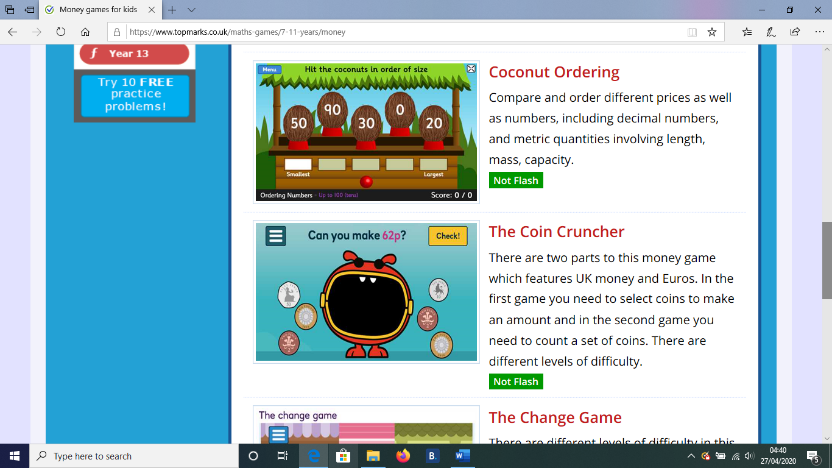 Money games for kids
https://www.topmarks.co.uk/maths-games/7-11-years/money
Year 13
Try 10 FREE
practice
problems!
Menu
Hit the coconuts in order of size
50
90
30
0
20
Smallest
Largest
Ordering Numbers - Up to 100 (tens)
Score: 0 / 0
Coconut Ordering
Compare and order different prices as well
as numbers, including decimal numbers,
and metric quantities involving length,
mass, capacity.
Not Flash
Can you make 62p?
Check!
The Coin Cruncher
There are two parts to this money game
which features UK money and Euros. In the
first game you need to select coins to make
an amount and in the second game you
need to count a set of coins. There are
different levels of difficulty.
Not Flash
The change game
The Change Game
There are different levels of difficulty in this
Type here to search
04:40
27/04/2020
5